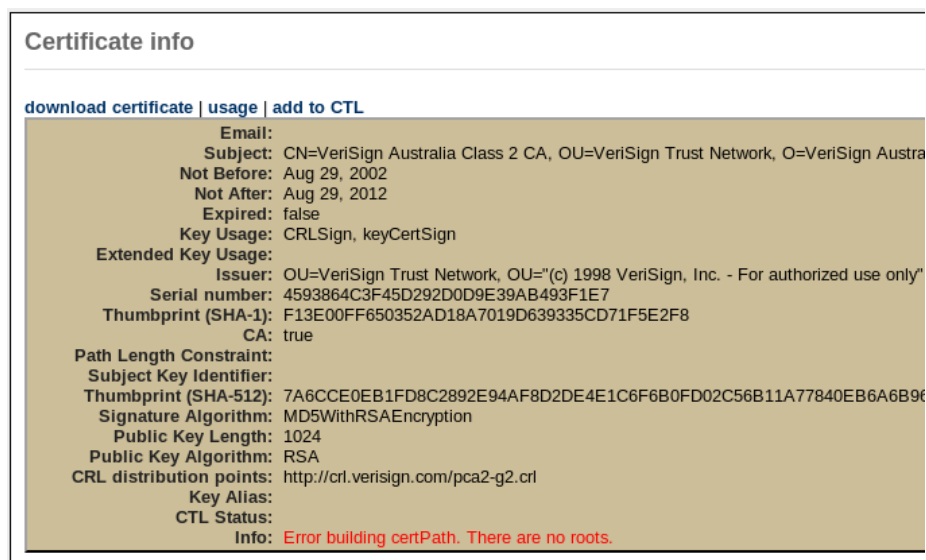 Certificate info
download certificate | usage | add to CTL
Email:
Subject: CN=VeriSign Australia Class 2 CA, OU=VeriSign Trust Network, O=VeriSign Austra
Not Before: Aug 29, 2002
Not After: Aug 29, 2012
Expired: false
Key Usage: CRLSign, keyCertSign
Extended Key Usage:
Issuer: OU=VeriSign Trust Network, OU="(c) 1998 VeriSign, Inc. - For authorized use only"
Serial number: 4593864C3F45D292D0D9E39AB493F1E7
Thumbprint (SHA-1): F13E00FF650352AD18A7019D639335CD71F5E2F8
CA: true
Path Length Constraint:
Subject Key Identifier:
Thumbprint (SHA-512): 7A6CCE0EB1FD8C2892E94AF8D2DE4E1C6F6B0FD02C56B11A77840EB6A6B96
Signature Algorithm: MD5WithRSAEncryption
Public Key Length: 1024
Public Key Algorithm: RSA
CRL distribution points: http://crl.verisign.com/pca2-g2.crl
Key Alias:
CTL Status:
Info: Error building certPath. There are no roots.